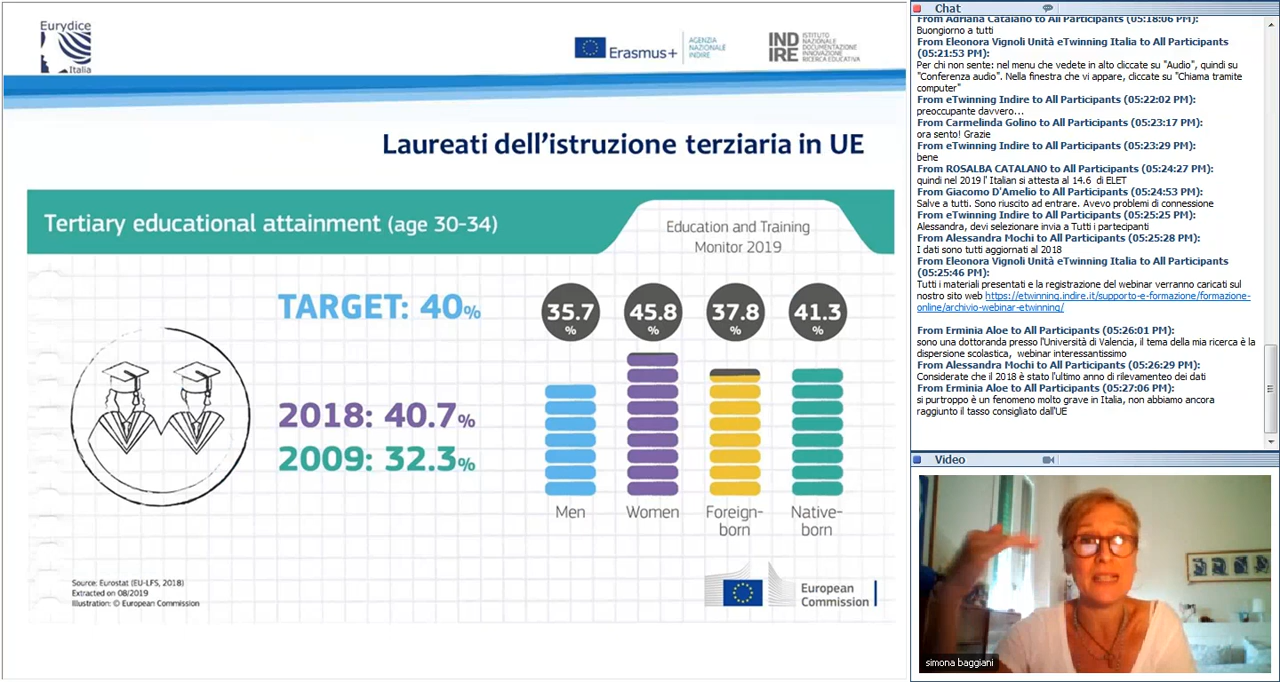 Eurydice
Italia
Erasmus+
AGENZIA
NAZIONALE
INDIRE
IND
IRE
ISTITUTO
NAZIONALE
DOCUMENTAZIONE
INNOVAZIONE
RICERCA EDUCATIVA
Laureati dell'istruzione terziaria in UE
Tertiary educational attainment (age 30-34)
Education and Training
Monitor 2019
TARGET: 40%
2018: 40.7%
2009: 32.3%
35.7
%
45.8
%
37.8
%
41.3
%
Men
Women
Foreign-
born
Native-
born
Source: Eurostat (EU-LFS, 2018)
Extracted on 08/2019
Illustration: © European Commission
European
Commission
Chat
From Adriana Catalano to All Participants (05:18:06 PM):
Buongiorno a tutti
From Eleonora Vignoli Unità eTwinning Italia to All Participants
(05:21:53 PM):
Per chi non sente: nel menu che vedete in alto cliccate su "Audio", quindi su
"Conferenza audio". Nella finestra che vi appare, cliccate su "Chiama tramite
computer"
From eTwinning Indire to All Participants (05:22:02 PM):
preoccupante davvero...
From Carmelinda Golino to All Participants (05:23:17 PM):
ora sento! Grazie
From eTwinning Indire to All Participants (05:23:29 PM):
bene
From ROSALBA CATALANO to All Participants (05:24:27 PM):
quindi nel 2019 l' Italian si attesta al 14.6 di ELET
From Giacomo D'Amelio to All Participants (05:24:53 PM):
Salve a tutti. Sono riuscito ad entrare. Avevo problemi di connessione
From eTwinning Indire to All Participants (05:25:25 PM):
Alessandra, devi selezionare invia a Tutti i partecipanti
From Alessandra Mochi to All Participants (05:25:28 PM):
I dati sono tutti aggiornati al 2018
From Eleonora Vignoli Unità eTwinning Italia to All Participants
(05:25:46 PM):
Tutti i materiali presentati e la registrazione del webinar verranno caricati sul
nostro sito web https://etwinning.indire.it/supporto-e-formazione/formazione-
online/archivio-webinar-etwinning/
From Erminia Aloe to All Participants (05:26:01 PM):
sono una dottoranda presso l'Università di Valencia, il tema della mia ricerca è la
dispersione scolastica, webinar interessantissimo
From Alessandra Mochi to All Participants (05:26:29 PM):
Considerate che il 2018 è stato l'ultimo anno di rilevamenteo dei dati
From Erminia Aloe to All Participants (05:27:06 PM):
si purtroppo è un fenomeno molto grave in Italia, non abbiamo ancora
raggiunto il tasso consigliato dall'UE
Video
simona baggiani